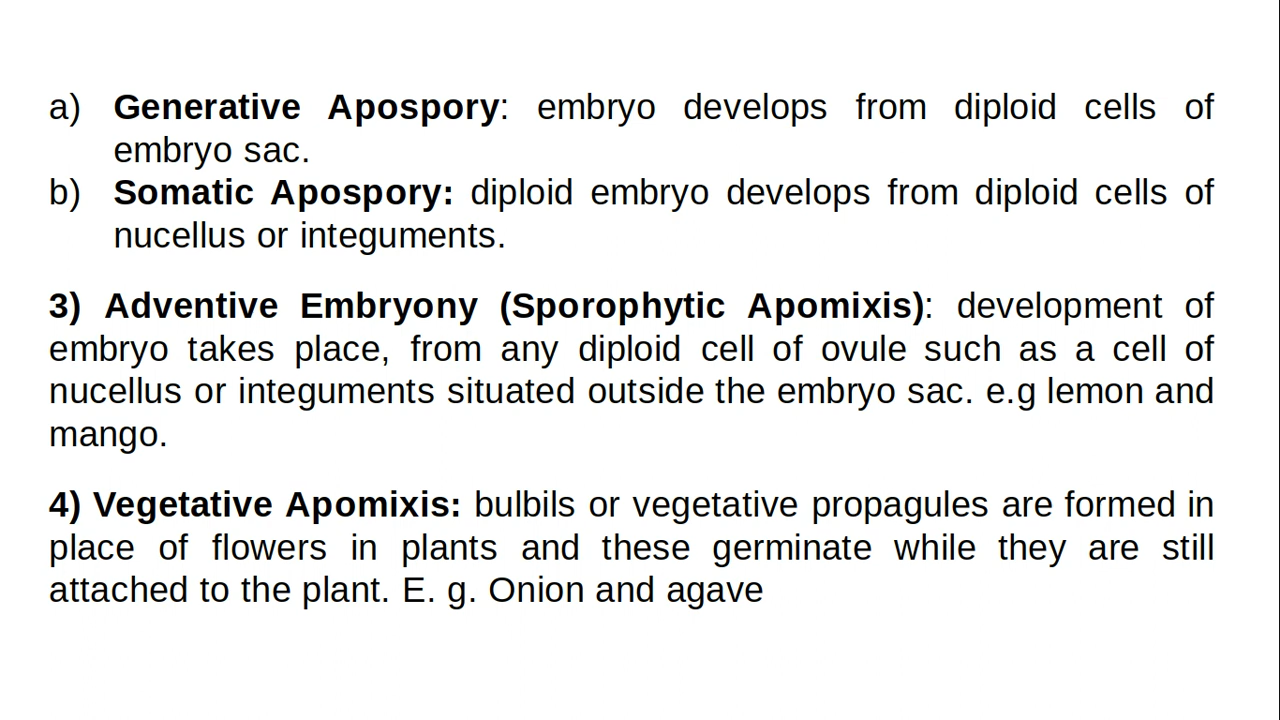 a) Generative Apospory: embryo develops from diploid cells of
embryo sac.
b) Somatic Apospory: diploid embryo develops from diploid cells of
nucellus or integuments.
3) Adventive Embryony (Sporophytic Apomixis): development of
embryo takes place, from any diploid cell of ovule such as a cell of
nucellus or integuments situated outside the embryo sac. e.g lemon and
mango.
4) Vegetative Apomixis: bulbils or vegetative propagules are formed in
place of flowers in plants and these germinate while they are still
attached to the plant. E. g. Onion and agave